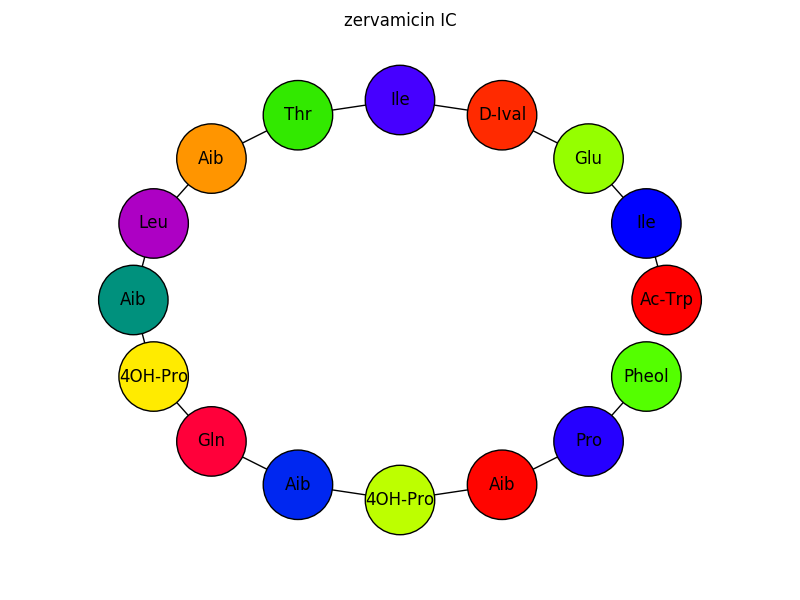 zervamicin IC
Ile
Thr
D-Ival
Aib
Glu
Leu
Ile
Aib
Ac-Trp
4OH-Pro
Pheol
Gln
Pro
Aib
4OH-Pro
Aib